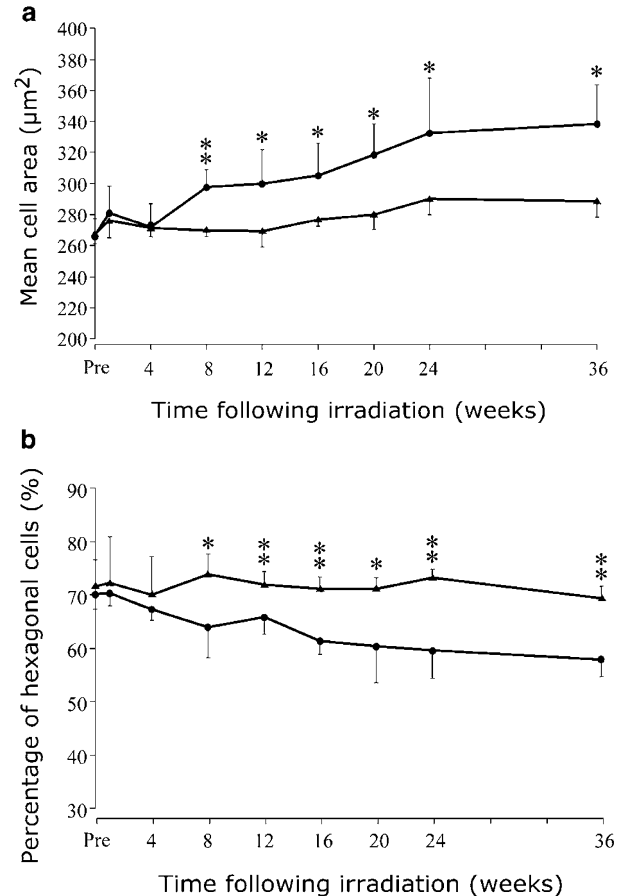 a
Mean cell area (μm²)
400
380
360
340
320
300
280
260
240
220
200
Pre 4 8 12 16 20 24 36
* * * * * * *
Time following irradiation (weeks)
b
Percentage of hexagonal cells (%)
90
80
70
60
50
40
30
Pre 4 8 12 16 20 24 36
* ** ** * ** **
Time following irradiation (weeks)